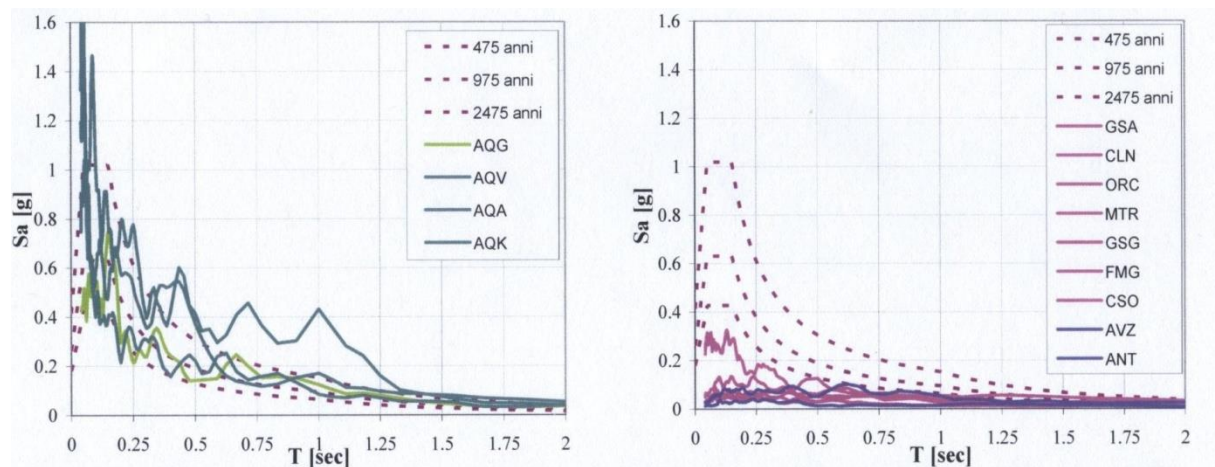 1.6
1.4
1.2
1
0.8
0.6
0.4
0.2
0
Sa [g]
0 0.25 0.5 0.75 1 1.25 1.5 1.75 2
T [sec]
475 anni
975 anni
2475 anni
AQG
AQV
AQA
AQK
1.6
1.4
1.2
1
0.8
0.6
0.4
0.2
0
Sa [g]
0 0.25 0.5 0.75 1 1.25 1.5 1.75 2
T [sec]
475 anni
975 anni
2475 anni
GSA
CLN
ORC
MTR
GSG
FMG
CSO
AVZ
ANT